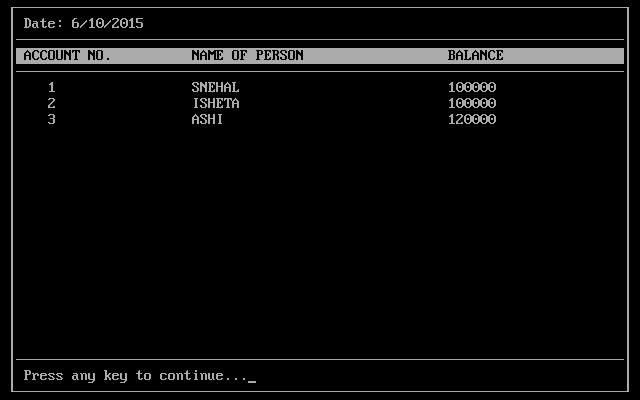 Date: 6/10/2015
ACCOUNT NO. NAME OF PERSON BALANCE
1 SNEHAL 100000
2 ISHETA 100000
3 ASHI 120000
Press any key to continue..._